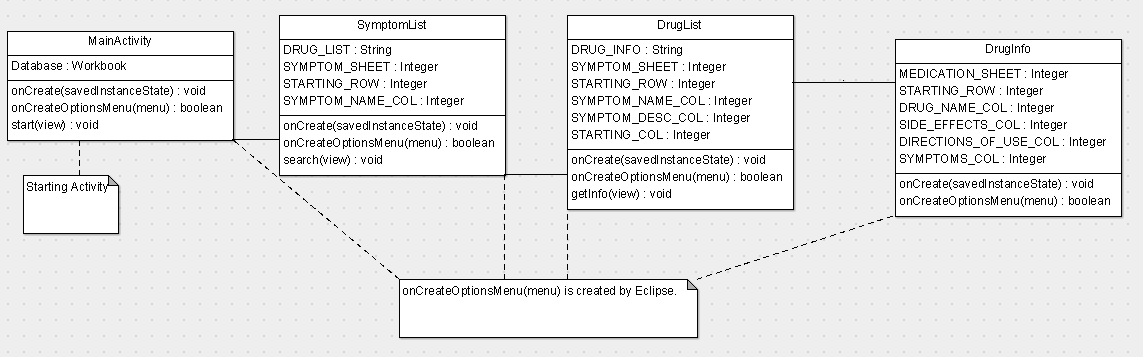 MainActivity
Database : Workbook
onCreate(savedInstanceState) : void
onCreateOptionsMenu(menu) : boolean
start(view) : void
Starting Activity
SymptomList
DRUG_LIST : String
SYMPTOM_SHEET : Integer
STARTING_ROW : Integer
SYMPTOM_NAME_COL : Integer
onCreate(savedInstanceState) : void
onCreateOptionsMenu(menu) : boolean
search(view) : void
DrugList
DRUG_INFO : String
SYMPTOM_SHEET : Integer
STARTING_ROW : Integer
SYMPTOM_NAME_COL : Integer
SYMPTOM_DESC_COL : Integer
STARTING_COL : Integer
onCreate(savedInstanceState) : void
onCreateOptionsMenu(menu) : boolean
getInfo(view) : void
DrugInfo
MEDICATION_SHEET : Integer
STARTING_ROW : Integer
DRUG_NAME_COL : Integer
SIDE_EFFECTS_COL : Integer
DIRECTIONS_OF_USE_COL : Integer
SYMPTOMS_COL : Integer
onCreate(savedInstanceState) : void
onCreateOptionsMenu(menu) : boolean
onCreateOptionsMenu(menu) is created by Eclipse.